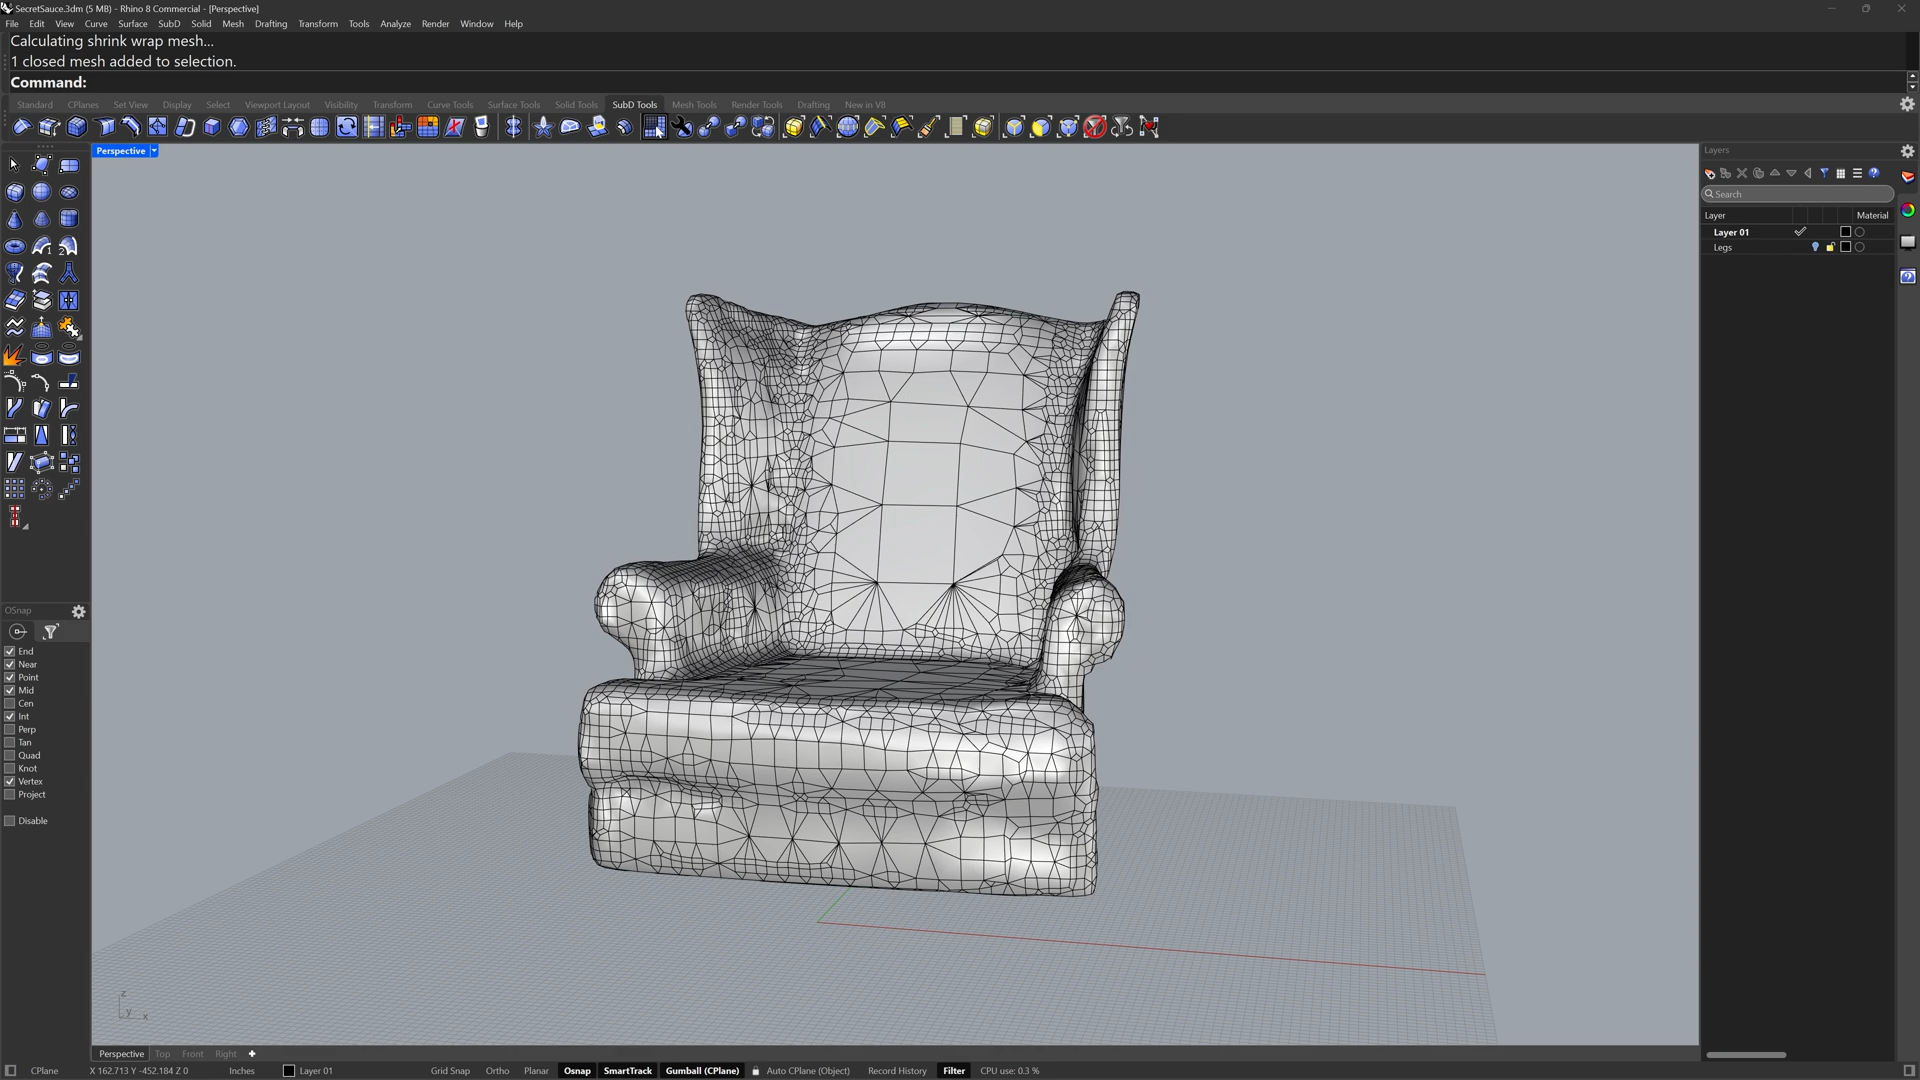 SecretSauce.3dm (5 MB) - Rhino 8 Commercial - [Perspective]
File Edit View Curve Surface SubD Solid Mesh Drafting Transform Tools Analyze Render Window Help
Calculating shrink wrap mesh...
1 closed mesh added to selection.
Command:
Standard CPlanes Set View Display Select Viewport Layout Visibility Transform Curve Tools Surface Tools Solid Tools SubD Tools Mesh Tools Render Tools Drafting New in V8
Perspective
Layers
Search
Layer Material
Layer 01
Legs
OSnap
End
Near
Point
Mid
Cen
Int
Perp
Tan
Quad
Knot
Vertex
Project
Disable
z
y x
Perspective Top Front Right
CPlane X 162.713 Y -452.184 Z 0 Inches Layer 01 Grid Snap Ortho Planar Osnap SmartTrack Gumball (CPlane) Auto CPlane (Object) Record History Filter CPU use: 0.3 %